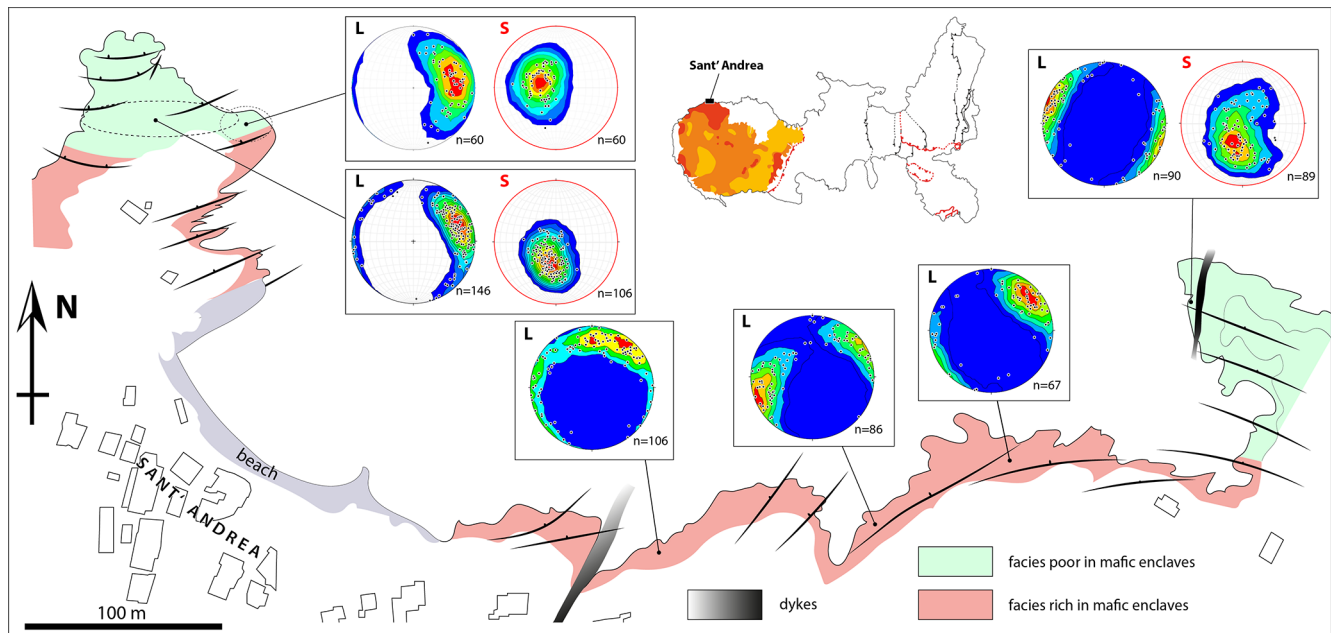 L
S
n=60
n=60
L
S
n=146
n=106
Sant' Andrea
L
S
n=90
n=89
N
L
n=106
L
n=86
L
n=67
beach
SANT' ANDREA
100 m
dykes
facies poor in mafic enclaves
facies rich in mafic enclaves